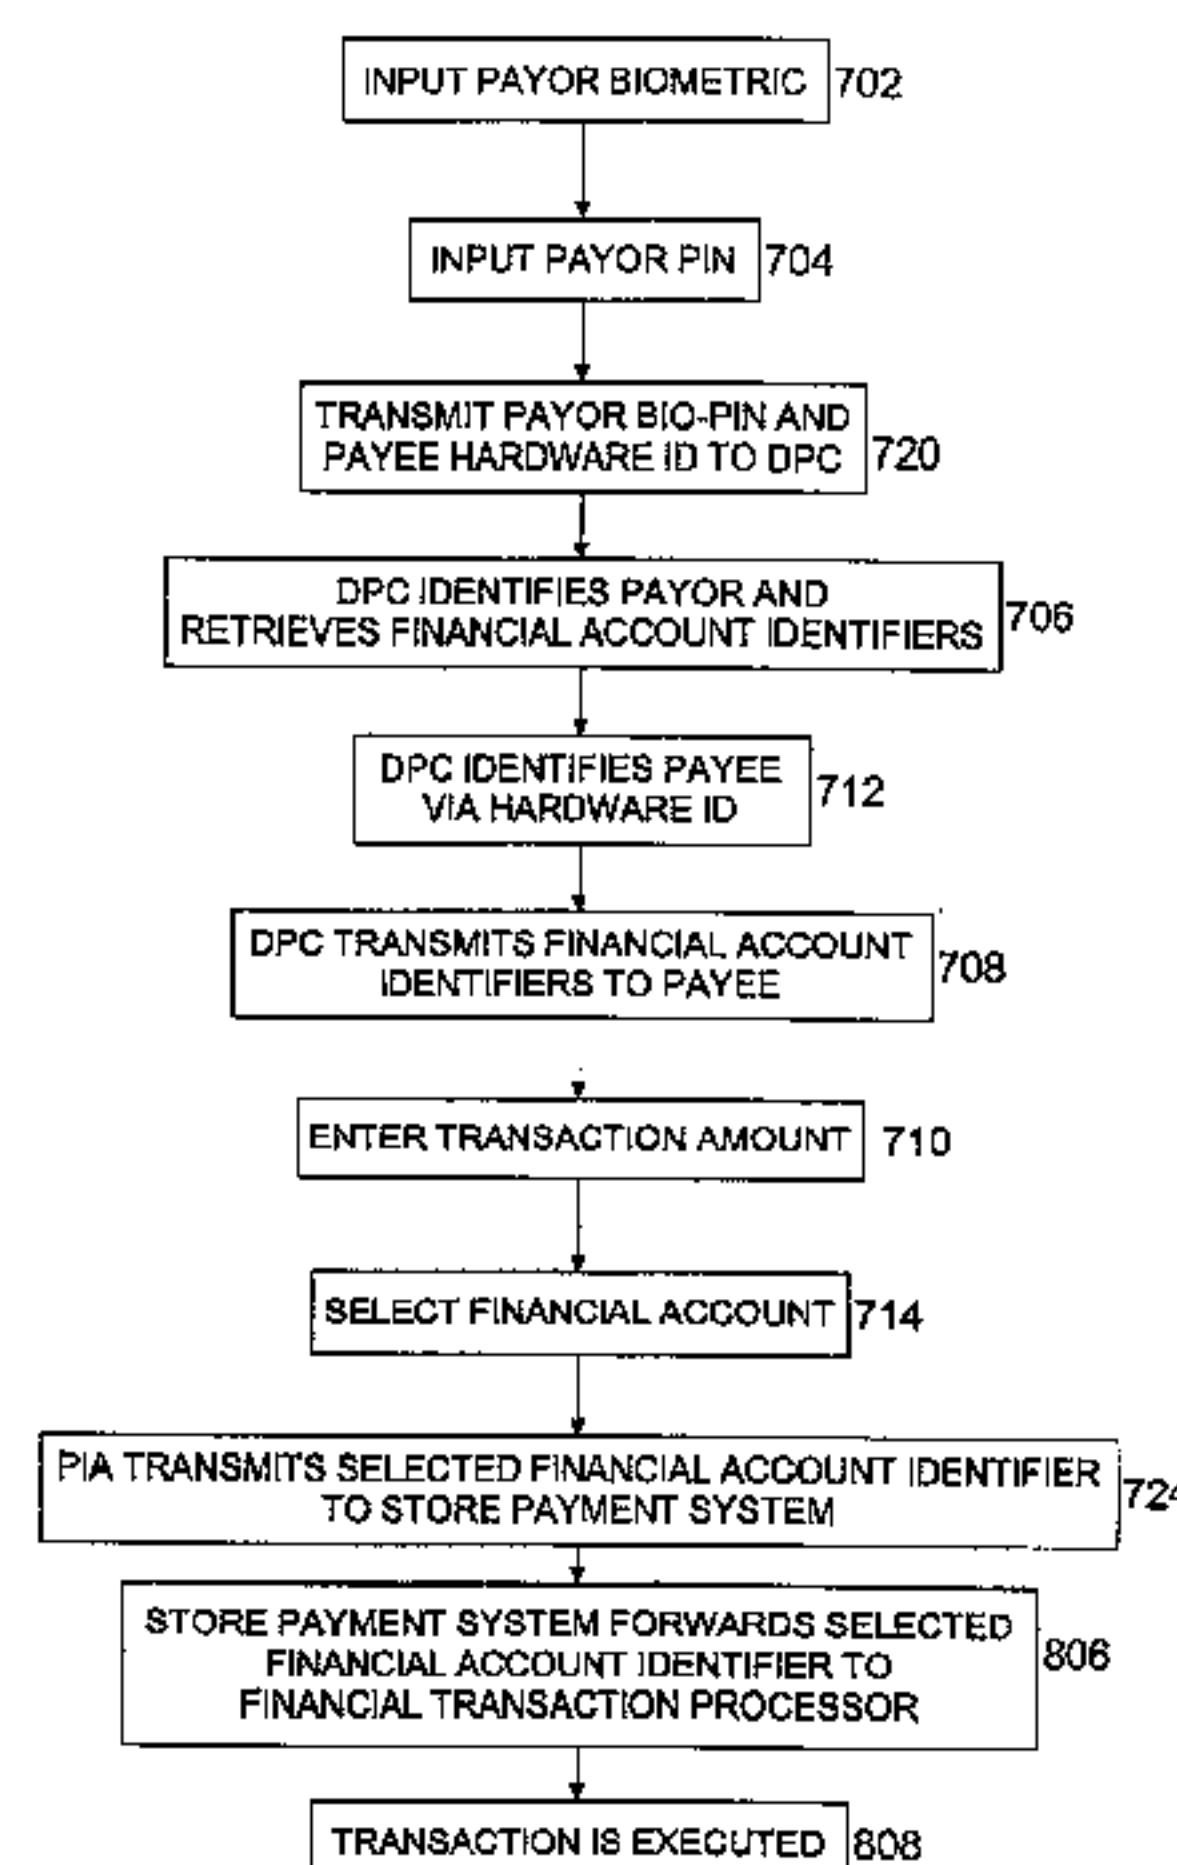 INPUT PAYOR BIOMETRIC 702
INPUT PAYOR PIN 704
TRANSMIT PAYOR BIO-PIN AND
PAYEE HARDWARE ID TO DPC 720
DPC IDENTIFIES PAYOR AND
RETRIEVES FINANCIAL ACCOUNT IDENTIFIERS 706
DPC IDENTIFIES PAYEE
VIA HARDWARE ID 712
DPC TRANSMITS FINANCIAL ACCOUNT
IDENTIFIERS TO PAYEE 708
ENTER TRANSACTION AMOUNT 710
SELECT FINANCIAL ACCOUNT 714
PIA TRANSMITS SELECTED FINANCIAL ACCOUNT IDENTIFIER
TO STORE PAYMENT SYSTEM 724
STORE PAYMENT SYSTEM FORWARDS SELECTED
FINANCIAL ACCOUNT IDENTIFIER TO 806
FINANCIAL TRANSACTION PROCESSOR
TRANSACTION IS EXECUTED 808